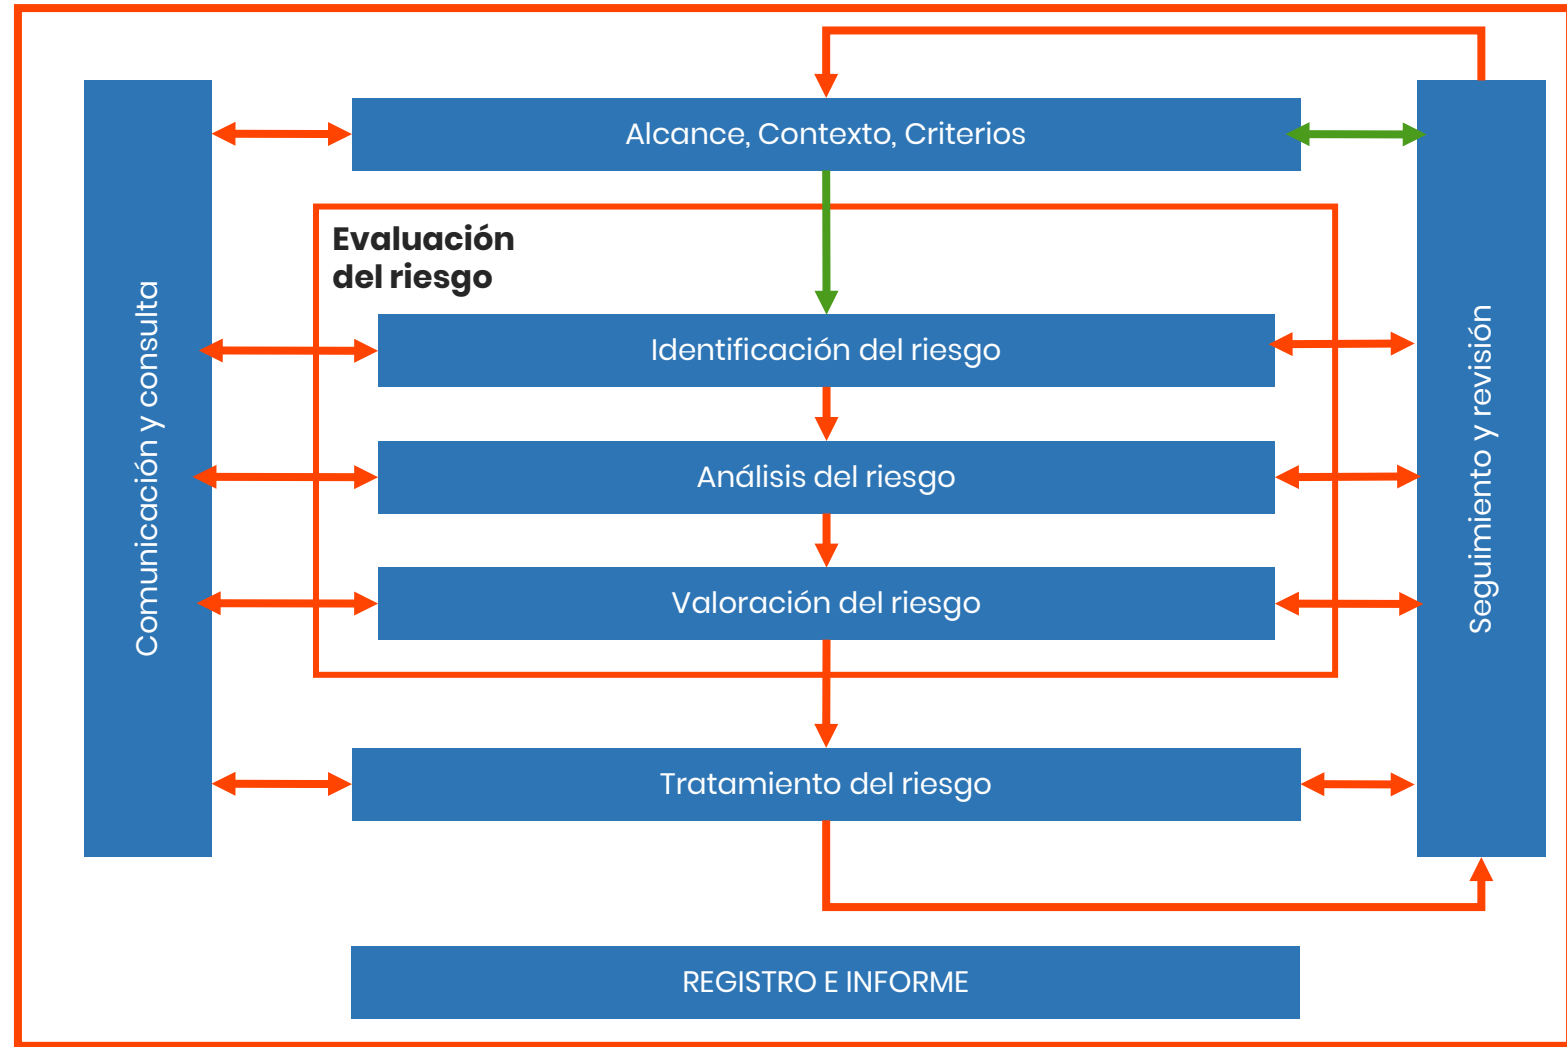 Alcance, Contexto, Criterios
Evaluación
del riesgo
Comunicación y consulta
Identificación del riesgo
Análisis del riesgo
Valoración del riesgo
Seguimiento y revisión
Tratamiento del riesgo
REGISTRO E INFORME